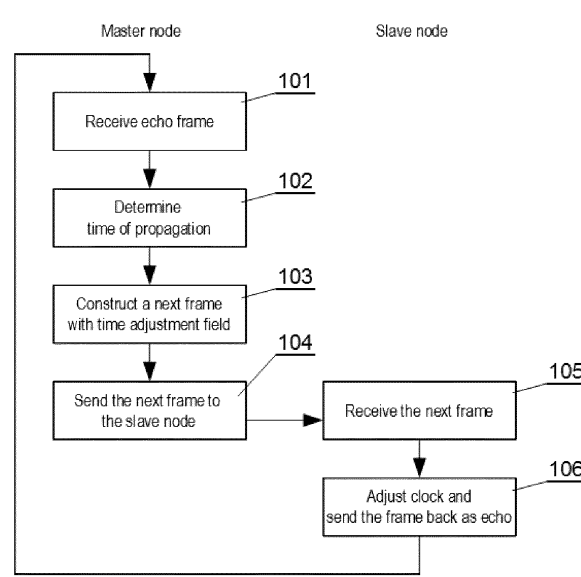 Master node
Slave node
101
Receive echo frame
102
Determine
time of propagation
103
Construct a next frame
with time adjustment field
104
Send the next frame to
the slave node
105
Receive the next frame
106
Adjust clock and
send the frame back as echo